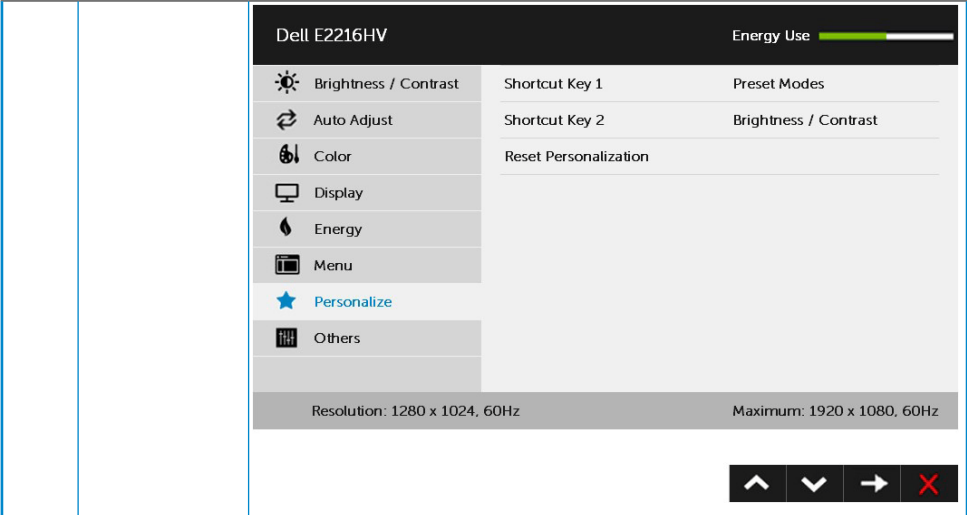 Dell E2216HV Energy Use
Brightness / Contrast Shortcut Key 1 Preset Modes
Auto Adjust Shortcut Key 2 Brightness / Contrast
Color Reset Personalization
Display
Energy
Menu
Personalize
Others
Resolution: 1280 x 1024, 60Hz Maximum: 1920 x 1080, 60Hz